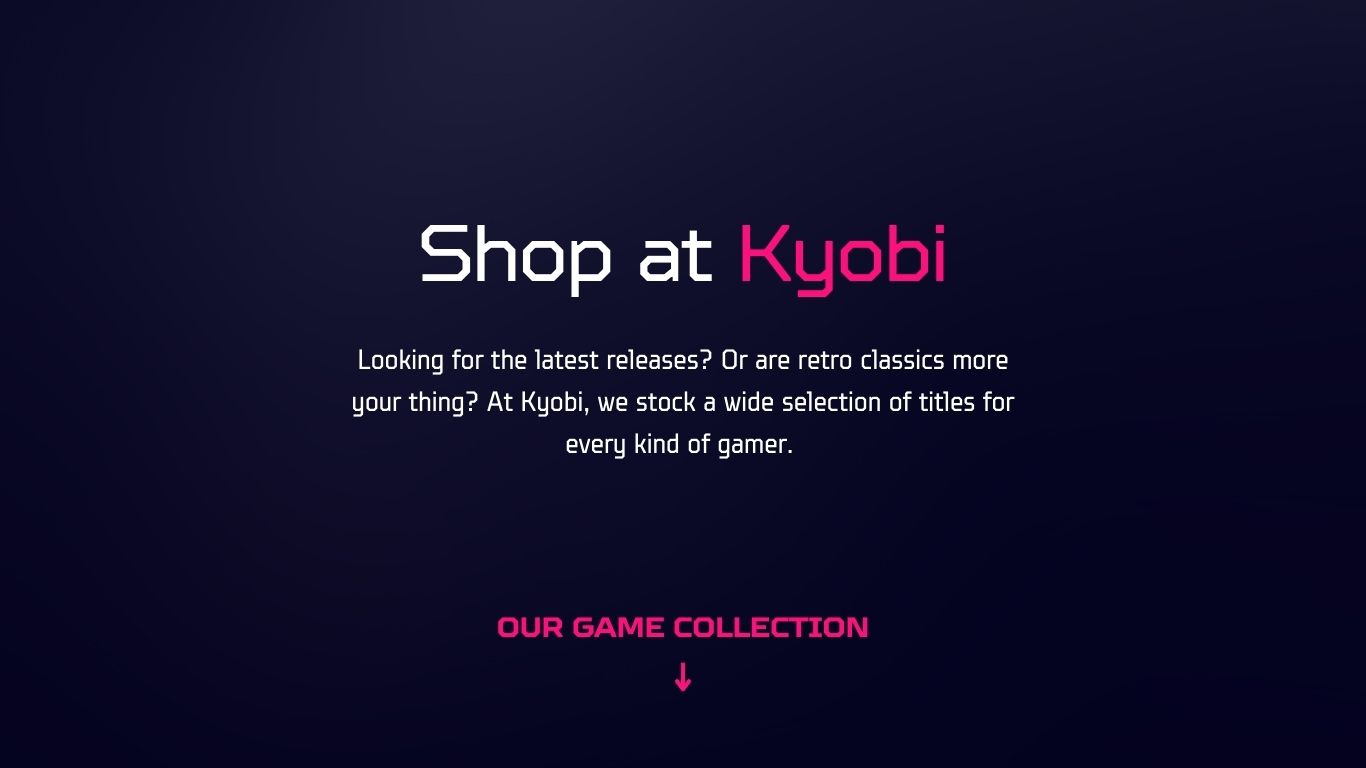 Shop at Kyobi
Looking for the latest releases? Or are retro classics more
your thing? At Kyobi, we stock a wide selection of titles for
every kind of gamer.
OUR GAME COLLECTION
↓